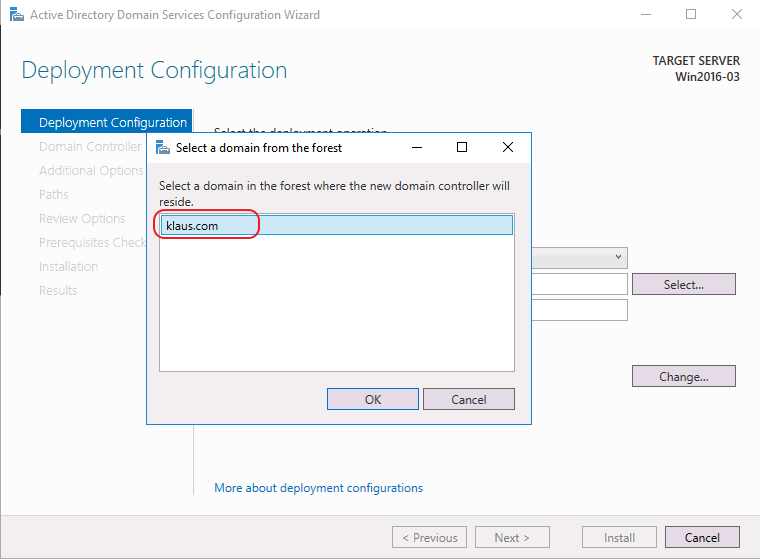 Active Directory Domain Services Configuration Wizard
Deployment Configuration
TARGET SERVER
Win2016-03
Deployment Configuration
Domain Controller
Additional Options
Paths
Review Options
Prerequisites Check
Installation
Results
Select the deployment operation
Select a domain from the forest
Select a domain in the forest where the new domain controller will
reside.
klaus.com
OK
Cancel
Select...
Change...
More about deployment configurations
< Previous
Next >
Install
Cancel